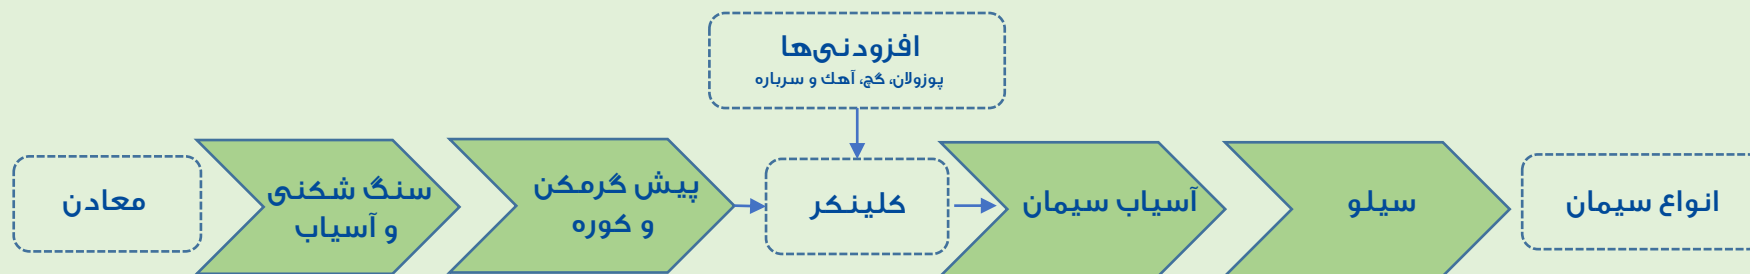 افزودنی‌ها
پوزولان، گچ، آهک و سرباره
معادن
سنگ شکنی
و آسیاب
پیش گرمکن
و کوره
کلینکر
آسیاب سیمان
سیلو
انواع سیمان